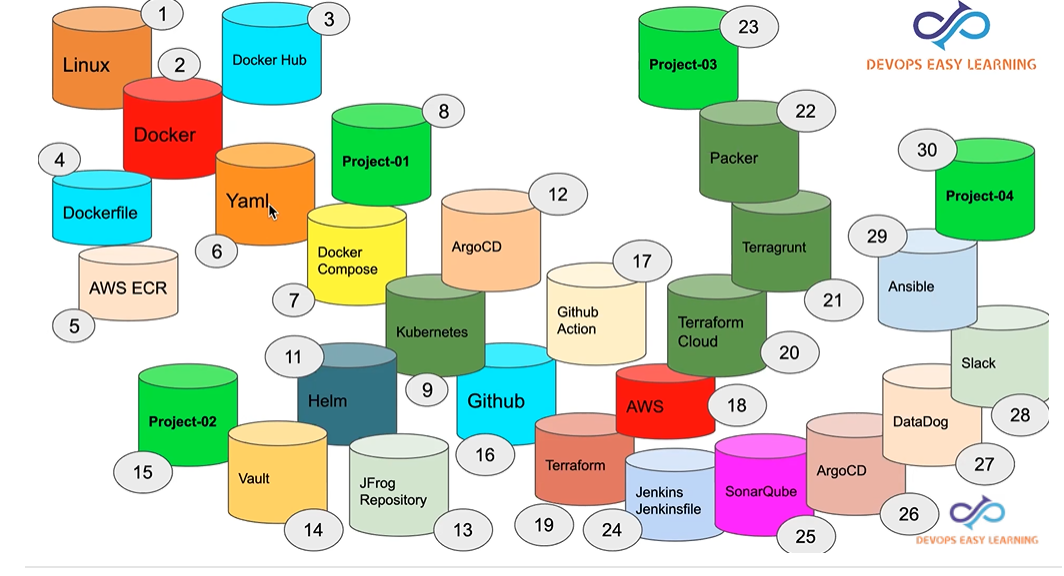 1
Linux
2
Docker
3
Docker Hub
4
Dockerfile
5
AWS ECR
6
Yaml
7
Docker
Compose
8
Project-01
9
Kubernetes
11
Helm
12
ArgoCD
13
JFrog
Repository
14
Vault
15
Project-02
16
Github
17
Github
Action
18
AWS
19
Terraform
20
Terraform
Cloud
21
Terragrunt
22
Packer
23
Project-03
24
Jenkins
Jenkinsfile
25
SonarQube
26
ArgoCD
27
DataDog
28
Slack
29
Ansible
30
Project-04
DEVOPS EASY LEARNING
DEVOPS EASY LEARNING